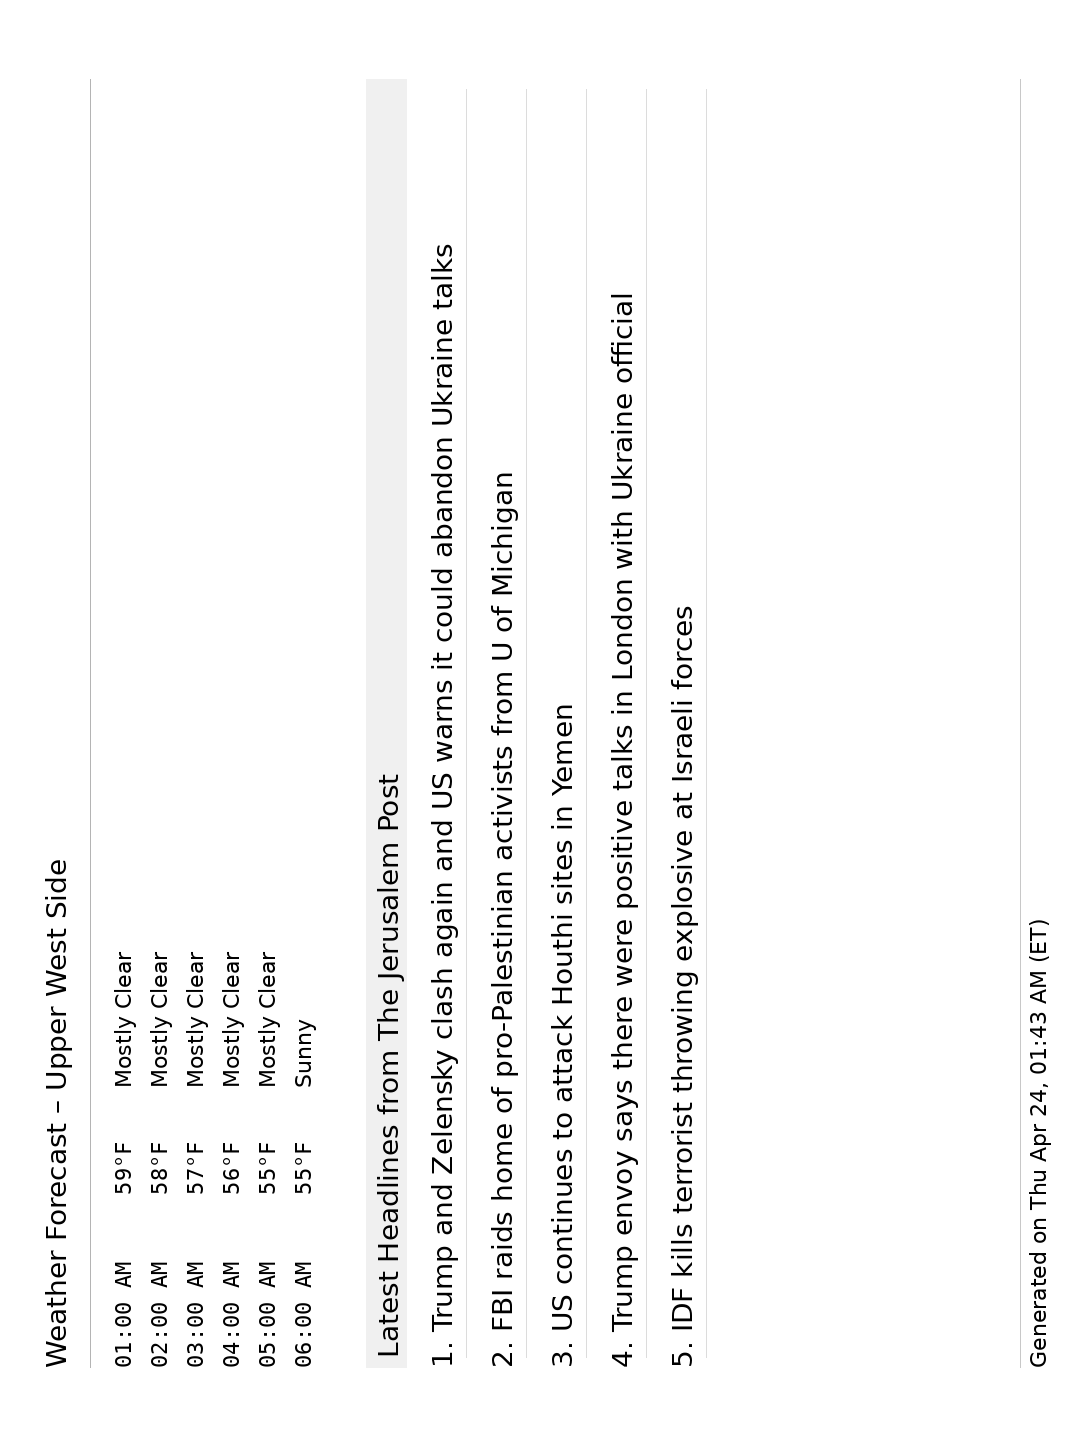 Weather Forecast – Upper West Side
01:00 AM 59°F Mostly Clear
02:00 AM 58°F Mostly Clear
03:00 AM 57°F Mostly Clear
04:00 AM 56°F Mostly Clear
05:00 AM 55°F Mostly Clear
06:00 AM 55°F Sunny
Latest Headlines from The Jerusalem Post
1. Trump and Zelensky clash again and US warns it could abandon Ukraine talks
2. FBI raids home of pro-Palestinian activists from U of Michigan
3. US continues to attack Houthi sites in Yemen
4. Trump envoy says there were positive talks in London with Ukraine official
5. IDF kills terrorist throwing explosive at Israeli forces
Generated on Thu Apr 24, 01:43 AM (ET)